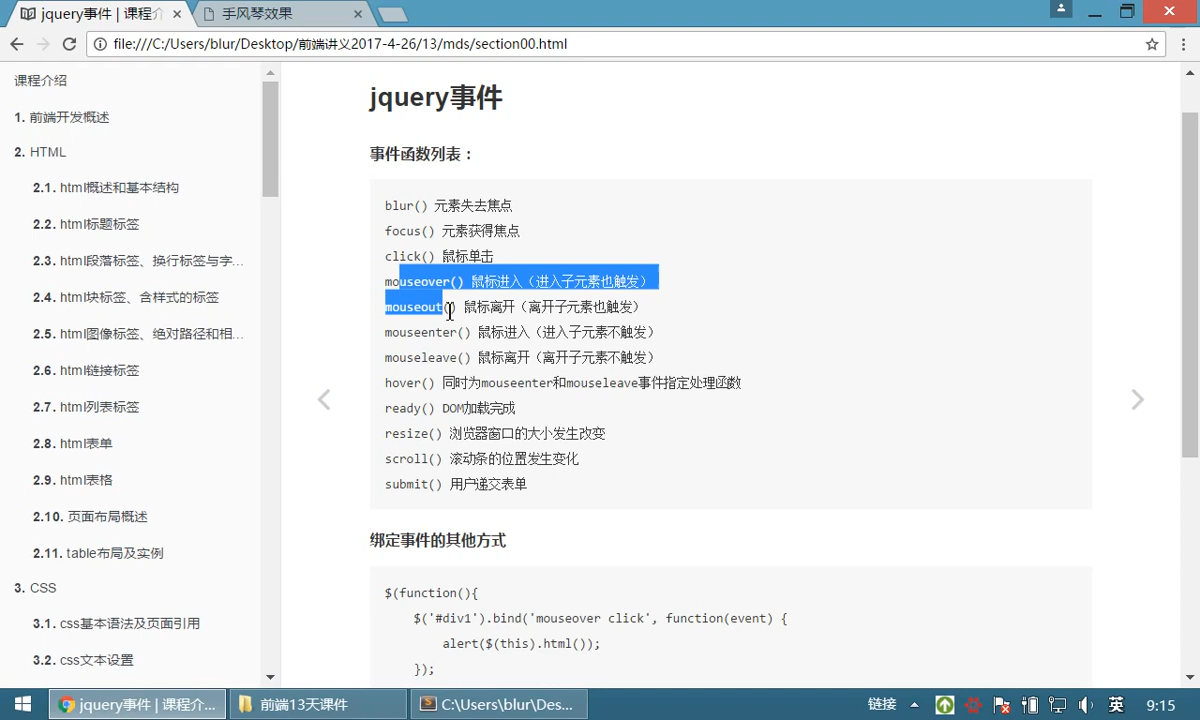 jquery事件 | 课程介
手风琴效果
file:///C:/Users/blur/Desktop/前端讲义2017-4-26/13/mds/section00.html
课程介绍
1. 前端开发概述
2. HTML
2.1. html概述和基本结构
2.2. html标题标签
2.3. html段落标签、换行标签与字...
2.4. html块标签、含样式的标签
2.5. html图像标签、绝对路径和相...
2.6. html链接标签
2.7. html列表标签
2.8. html表单
2.9. html表格
2.10. 页面布局概述
2.11. table布局及实例
3. CSS
3.1. css基本语法及页面引用
3.2. css文本设置
jquery事件
事件函数列表：
blur() 元素失去焦点
focus() 元素获得焦点
click() 鼠标单击
mouseover() 鼠标进入（进入子元素也触发）
mouseout() 鼠标离开（离开子元素也触发）
mouseenter() 鼠标进入（进入子元素不触发）
mouseleave() 鼠标离开（离开子元素不触发）
hover() 同时为mouseenter和mouseleave事件指定处理函数
ready() DOM加载完成
resize() 浏览器窗口的大小发生改变
scroll() 滚动条的位置发生变化
submit() 用户递交表单
绑定事件的其他方式
$(function(){
$('#div1').bind('mouseover click', function(event) {
alert($(this).html());
});
jquery事件 | 课程介...
前端13天课件
C:\Users\blur\Des...
链接
英
9:15